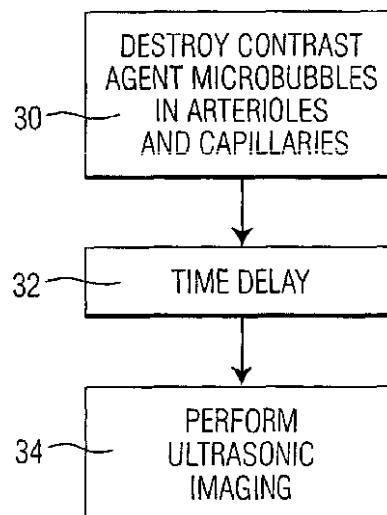 DESTROY CONTRAST
AGENT MICROBUBBLES
IN ARTERIOLES
AND CAPILLARIES
30
TIME DELAY
32
PERFORM
ULTRASONIC
IMAGING
34